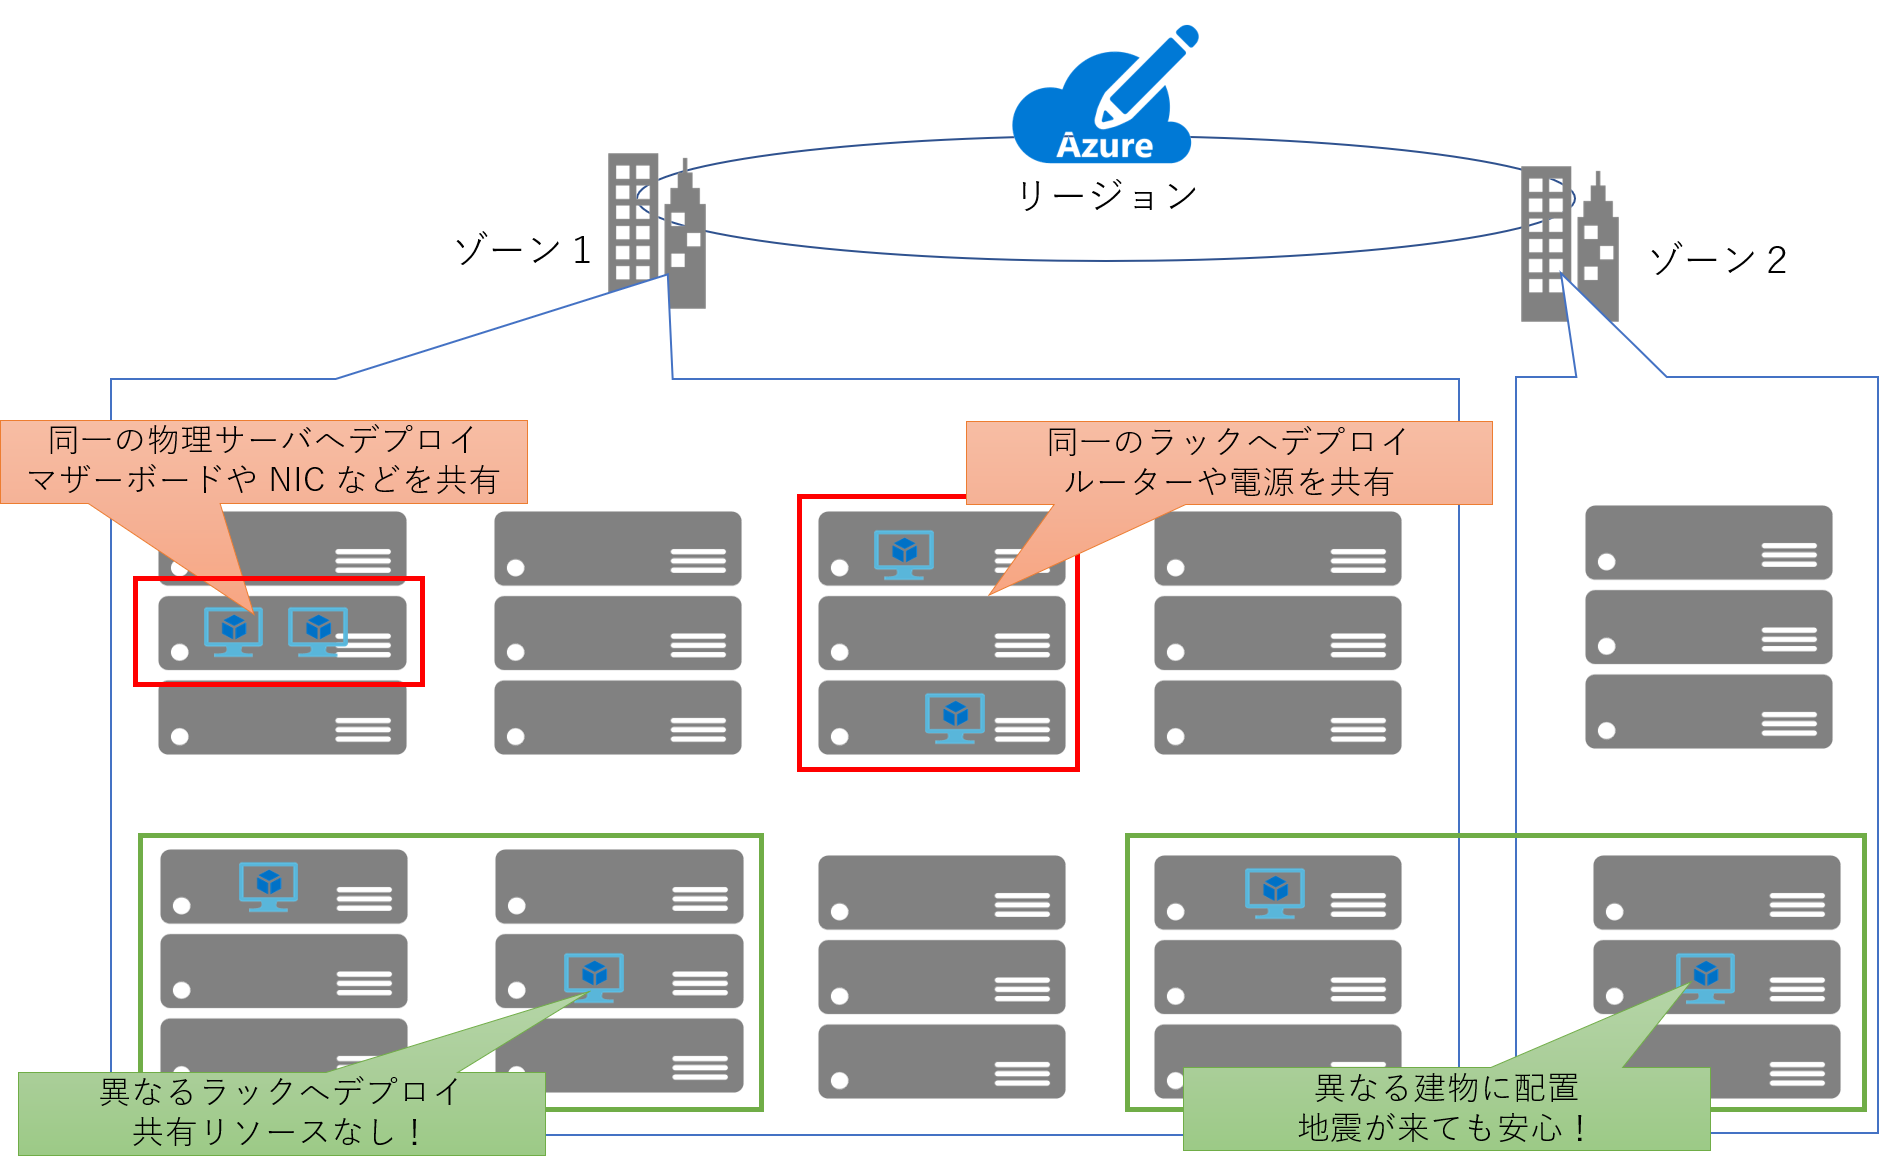 Azure
リージョン
ゾーン 1
ゾーン 2
同一の物理サーバへデプロイ
マザーボードや NIC などを共有
同一のラックへデプロイ
ルーターや電源を共有
異なるラックへデプロイ
共有リソースなし！
異なる建物に配置
地震が来ても安心！